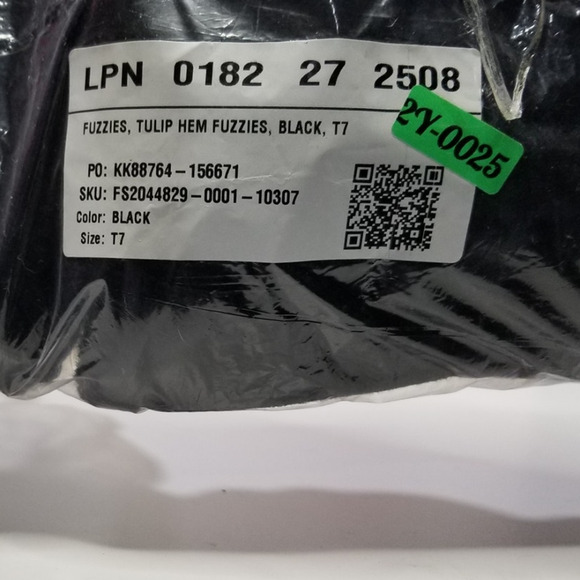 LPN 0182 27 2508
2Y-0025
FUZZIES, TULIP HEM FUZZIES, BLACK, T7
PO: KK88764-156671
SKU: FS2044829-0001-10307
Color: BLACK
Size: T7